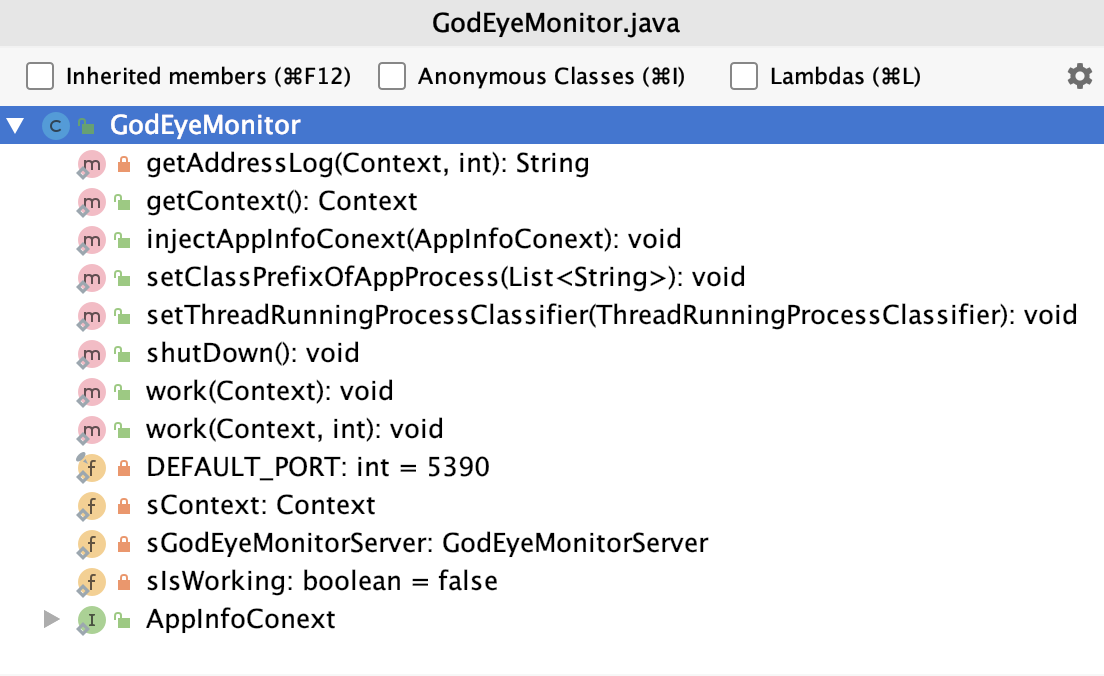 GodEyeMonitor.java
Inherited members (⌘F12) Anonymous Classes (⌘I) Lambdas (⌘L)
C GodEyeMonitor
m getAddressLog(Context, int): String
m getContext(): Context
m injectAppInfoConext(AppInfoConext): void
m setClassPrefixOfAppProcess(List<String>): void
m setThreadRunningProcessClassifier(ThreadRunningProcessClassifier): void
m shutDown(): void
m work(Context): void
m work(Context, int): void
f DEFAULT_PORT: int = 5390
f sContext: Context
f sGodEyeMonitorServer: GodEyeMonitorServer
f sIsWorking: boolean = false
I AppInfoConext